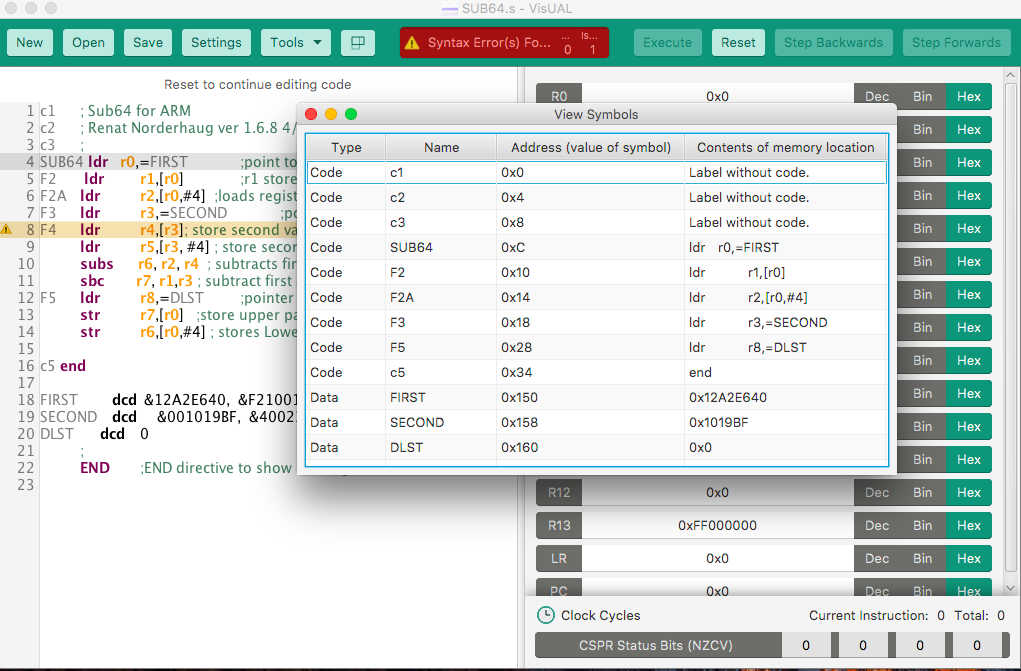 SUB64.s - VisUAL
New Open Save Settings Tools Syntax Error(s) Fo... ... 0 Is... 1 Execute Reset Step Backwards Step Forwards
Reset to continue editing code
1 c1 ; Sub64 for ARM
2 c2 ; Renat Norderhaug ver 1.6.8 4/
3 c3 ;
4 SUB64 ldr r0,=FIRST ;point to
5 F2 ldr r1,[r0] ;r1 store
6 F2A ldr r2,[r0,#4] ;loads regist
7 F3 ldr r3,=SECOND ;po
8 F4 ldr r4,[r3]; store second va
9 ldr r5,[r3, #4] ; store secon
10 subs r6, r2, r4 ; subtracts fir
11 sbc r7, r1,r3 ; subtract first
12 F5 ldr r8,=DLST ;pointer
13 str r7,[r0] ;store upper pa
14 str r6,[r0,#4] ; stores Lowe
15
16 c5 end
17
18 FIRST dcd &12A2E640, &F21001
19 SECOND dcd &001019BF, &4002
20 DLST dcd 0
21 ;
22 END ;END directive to show
23
View Symbols
Type Name Address (value of symbol) Contents of memory location
Code c1 0x0 Label without code.
Code c2 0x4 Label without code.
Code c3 0x8 Label without code.
Code SUB64 0xC ldr r0,=FIRST
Code F2 0x10 ldr r1,[r0]
Code F2A 0x14 ldr r2,[r0,#4]
Code F3 0x18 ldr r3,=SECOND
Code F5 0x28 ldr r8,=DLST
Code c5 0x34 end
Data FIRST 0x150 0x12A2E640
Data SECOND 0x158 0x1019BF
Data DLST 0x160 0x0
R0 0x0 Dec Bin Hex
Bin Hex
Bin Hex
Bin Hex
Bin Hex
Bin Hex
Bin Hex
Bin Hex
Bin Hex
Bin Hex
Bin Hex
Bin Hex
R12 0x0 Dec Bin Hex
R13 0xFF000000 Dec Bin Hex
LR 0x0 Dec Bin Hex
PC 0x0 Dec Bin Hex
Clock Cycles Current Instruction: 0 Total: 0
CSPR Status Bits (NZCV) 0 0 0 0